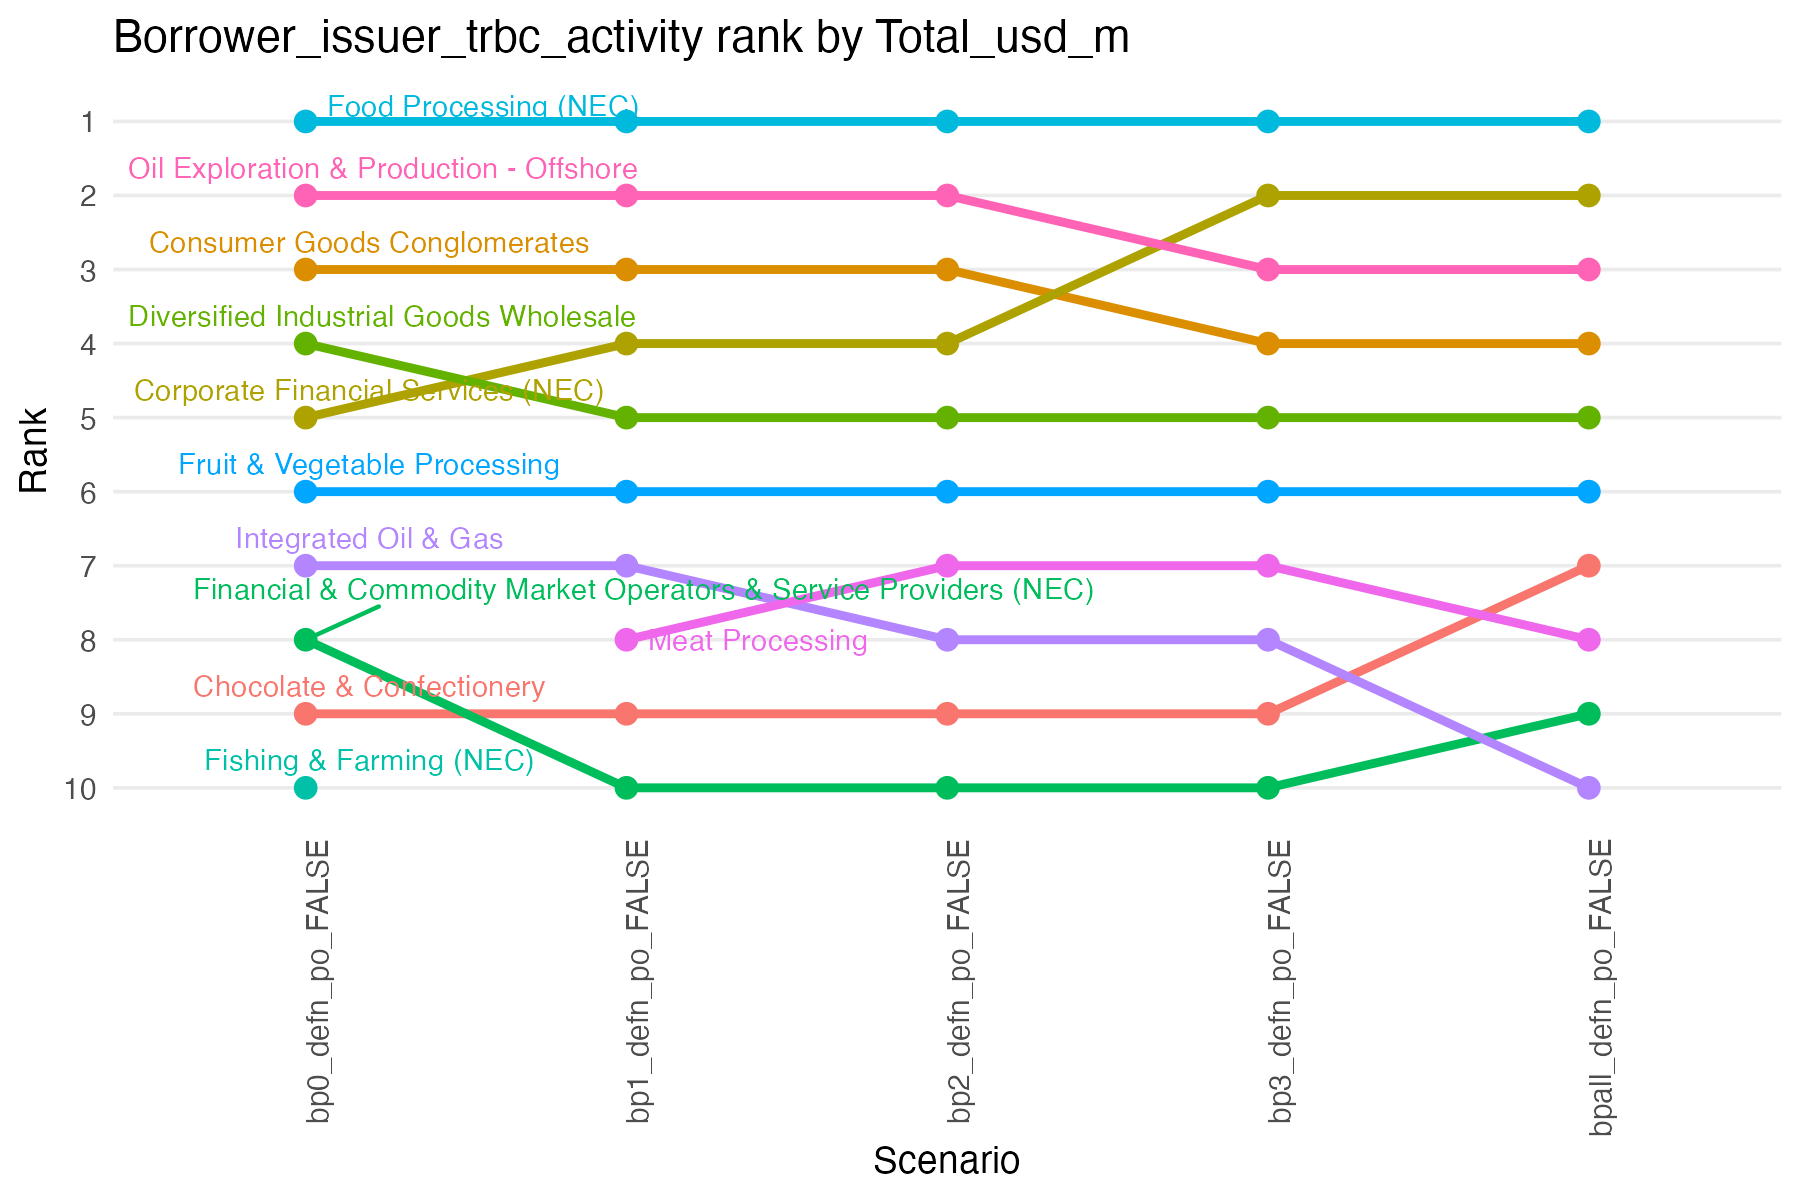 Borrower_issuer_trbc_activity rank by Total_usd_m
Food Processing (NEC)
1
Oil Exploration & Production - Offshore
2
Consumer Goods Conglomerates
3
Diversified Industrial Goods Wholesale
4
Corporate Financial Services (NEC)
5
Rank
Fruit & Vegetable Processing
6
Integrated Oil & Gas
7
Financial & Commodity Market Operators & Service Providers (NEC)
8
Meat Processing
Chocolate & Confectionery
9
Fishing & Farming (NEC)
10
bp0_defn_po_FALSE
bp1_defn_po_FALSE
bp2_defn_po_FALSE
bp3_defn_po_FALSE
bpall_defn_po_FALSE
Scenario